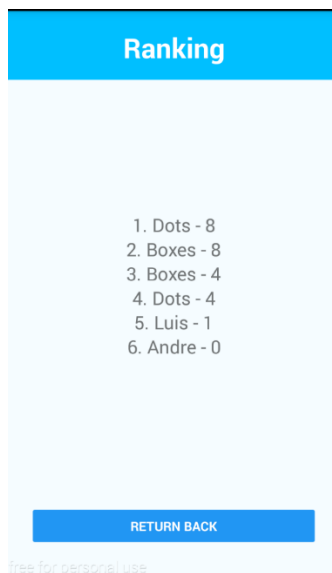 Ranking
1. Dots - 8
2. Boxes - 8
3. Boxes - 4
4. Dots - 4
5. Luis - 1
6. Andre - 0
RETURN BACK
free for personal use